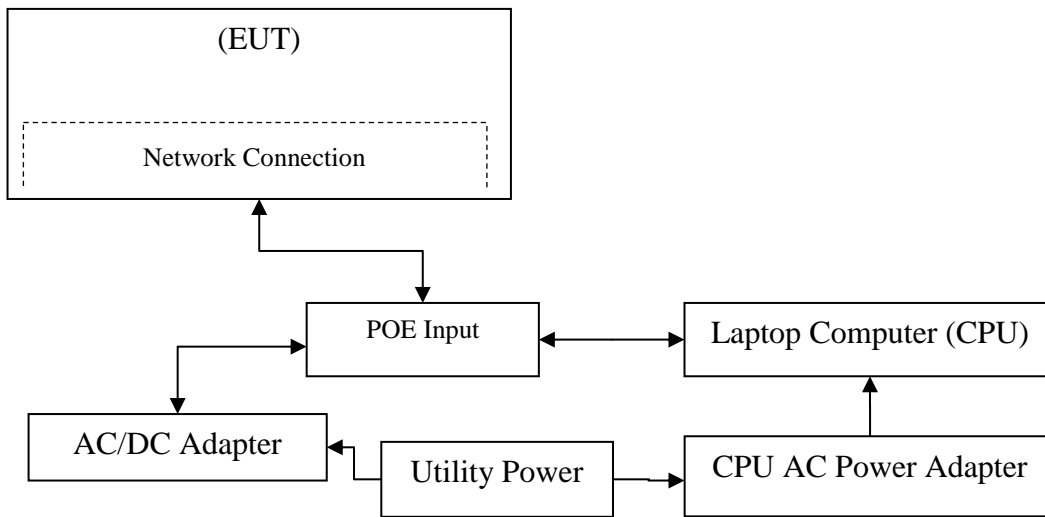 (EUT)
Network Connection
POE Input
Laptop Computer (CPU)
AC/DC Adapter
Utility Power
CPU AC Power Adapter